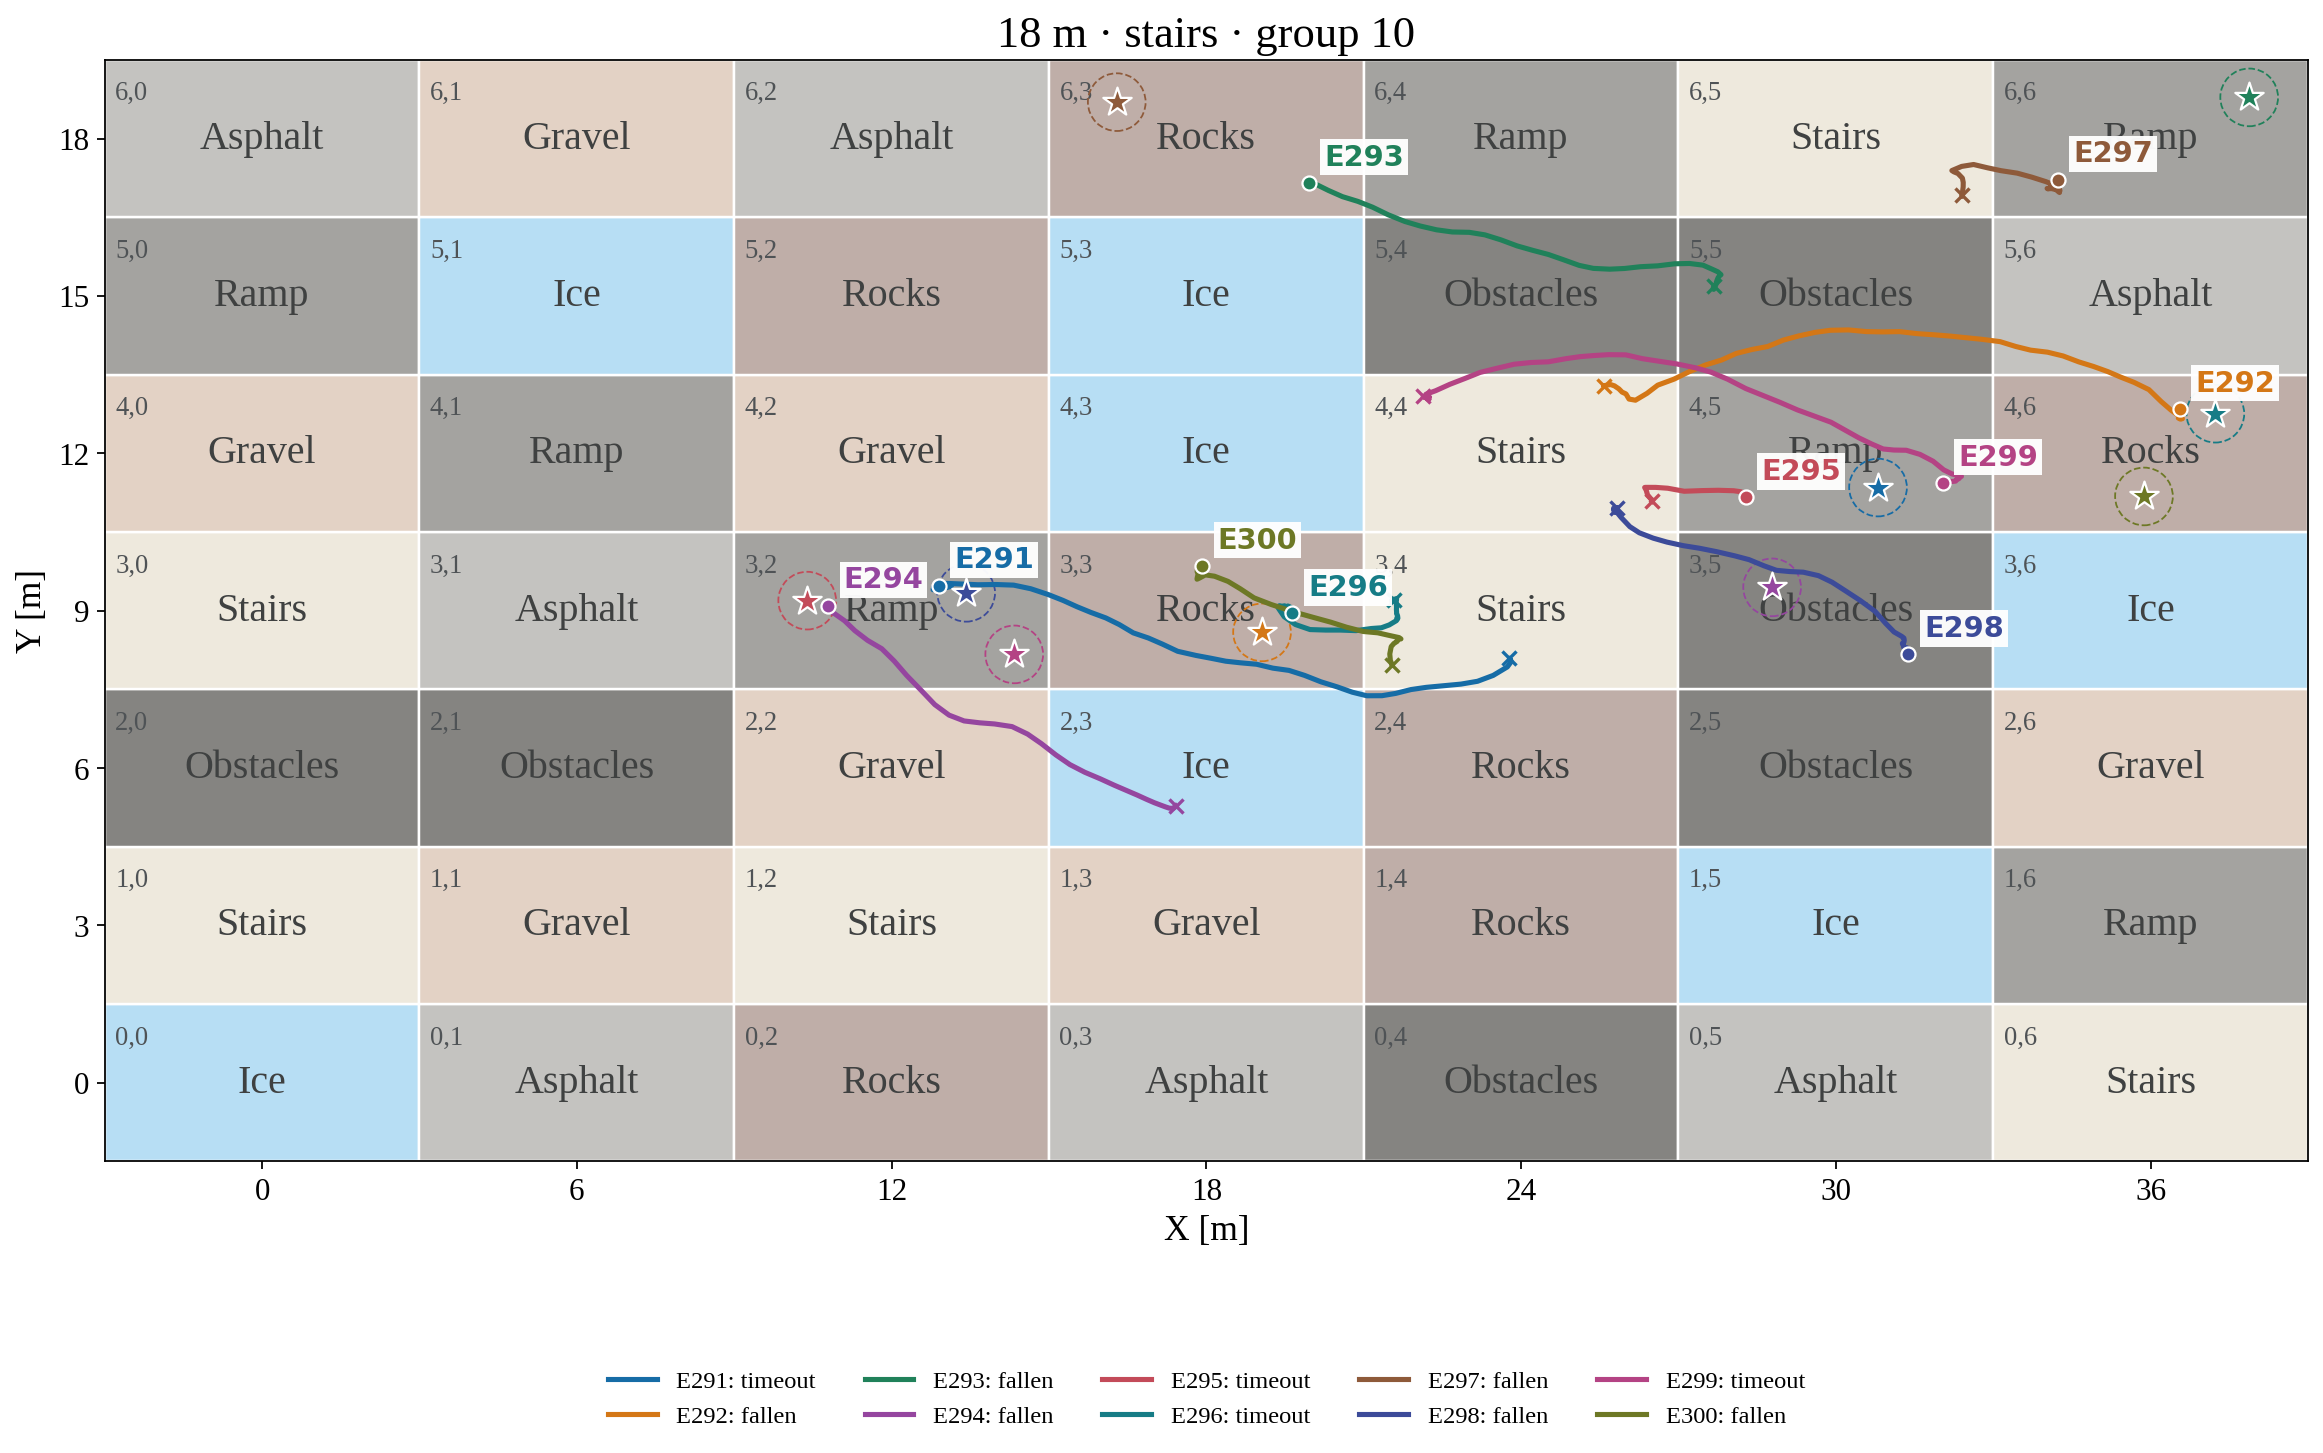 18 m · stairs · group 10
6,0 6,1 6,2 6,3 6,4 6,5 6,6
Asphalt Gravel Asphalt Rocks Ramp Stairs Ramp
E293 E297
18
5,0 5,1 5,2 5,3 5,4 5,5 5,6
Ramp Ice Rocks Ice Obstacles Obstacles Asphalt
15
E292
4,0 4,1 4,2 4,3 4,4 4,5 4,6
Gravel Ramp Gravel Ice Stairs Ramp Rocks
12
E295 E299
E300
3,0 3,1 3,2 3,3 3,4 3,5 3,6
E294 E291 E296
Stairs Asphalt Ramp Rocks Stairs Obstacles Ice
9
E298
2,0 2,1 2,2 2,3 2,4 2,5 2,6
Obstacles Obstacles Gravel Ice Rocks Obstacles Gravel
6
1,0 1,1 1,2 1,3 1,4 1,5 1,6
Stairs Gravel Stairs Gravel Rocks Ice Ramp
3
0,0 0,1 0,2 0,3 0,4 0,5 0,6
Ice Asphalt Rocks Asphalt Obstacles Asphalt Stairs
0
Y [m]
0 6 12 18 24 30 36
X [m]
E291: timeout E293: fallen E295: timeout E297: fallen E299: timeout
E292: fallen E294: fallen E296: timeout E298: fallen E300: fallen